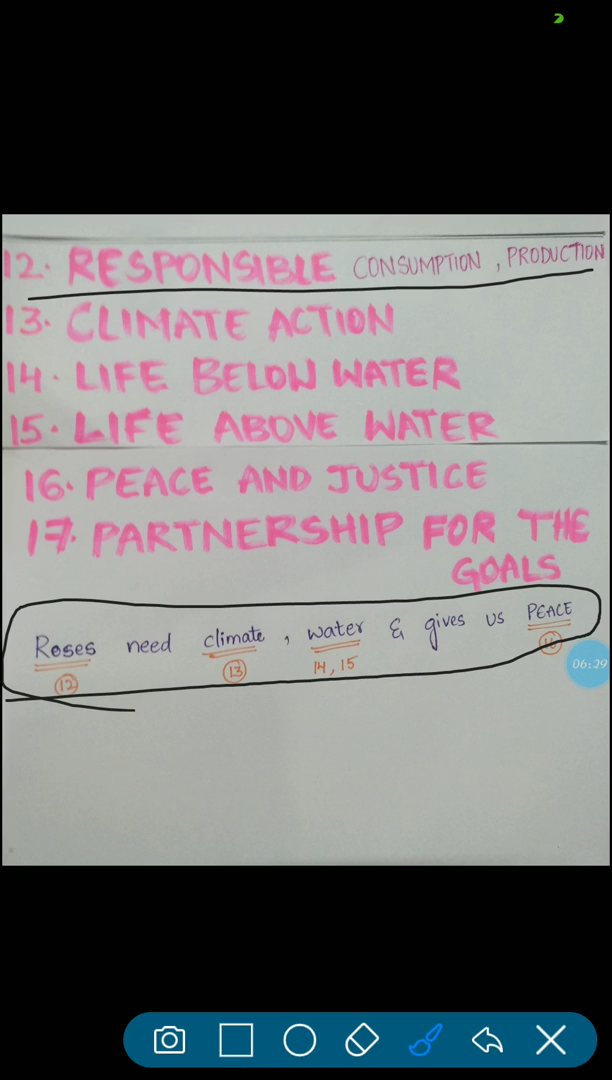 12. RESPONSIBLE CONSUMPTION, PRODUCTION
13. CLIMATE ACTION
14. LIFE BELOW WATER
15. LIFE ABOVE WATER
16. PEACE AND JUSTICE
17. PARTNERSHIP FOR THE
GOALS
Roses need climate, water & gives us PEACE
12 13 14, 15 16
06:29